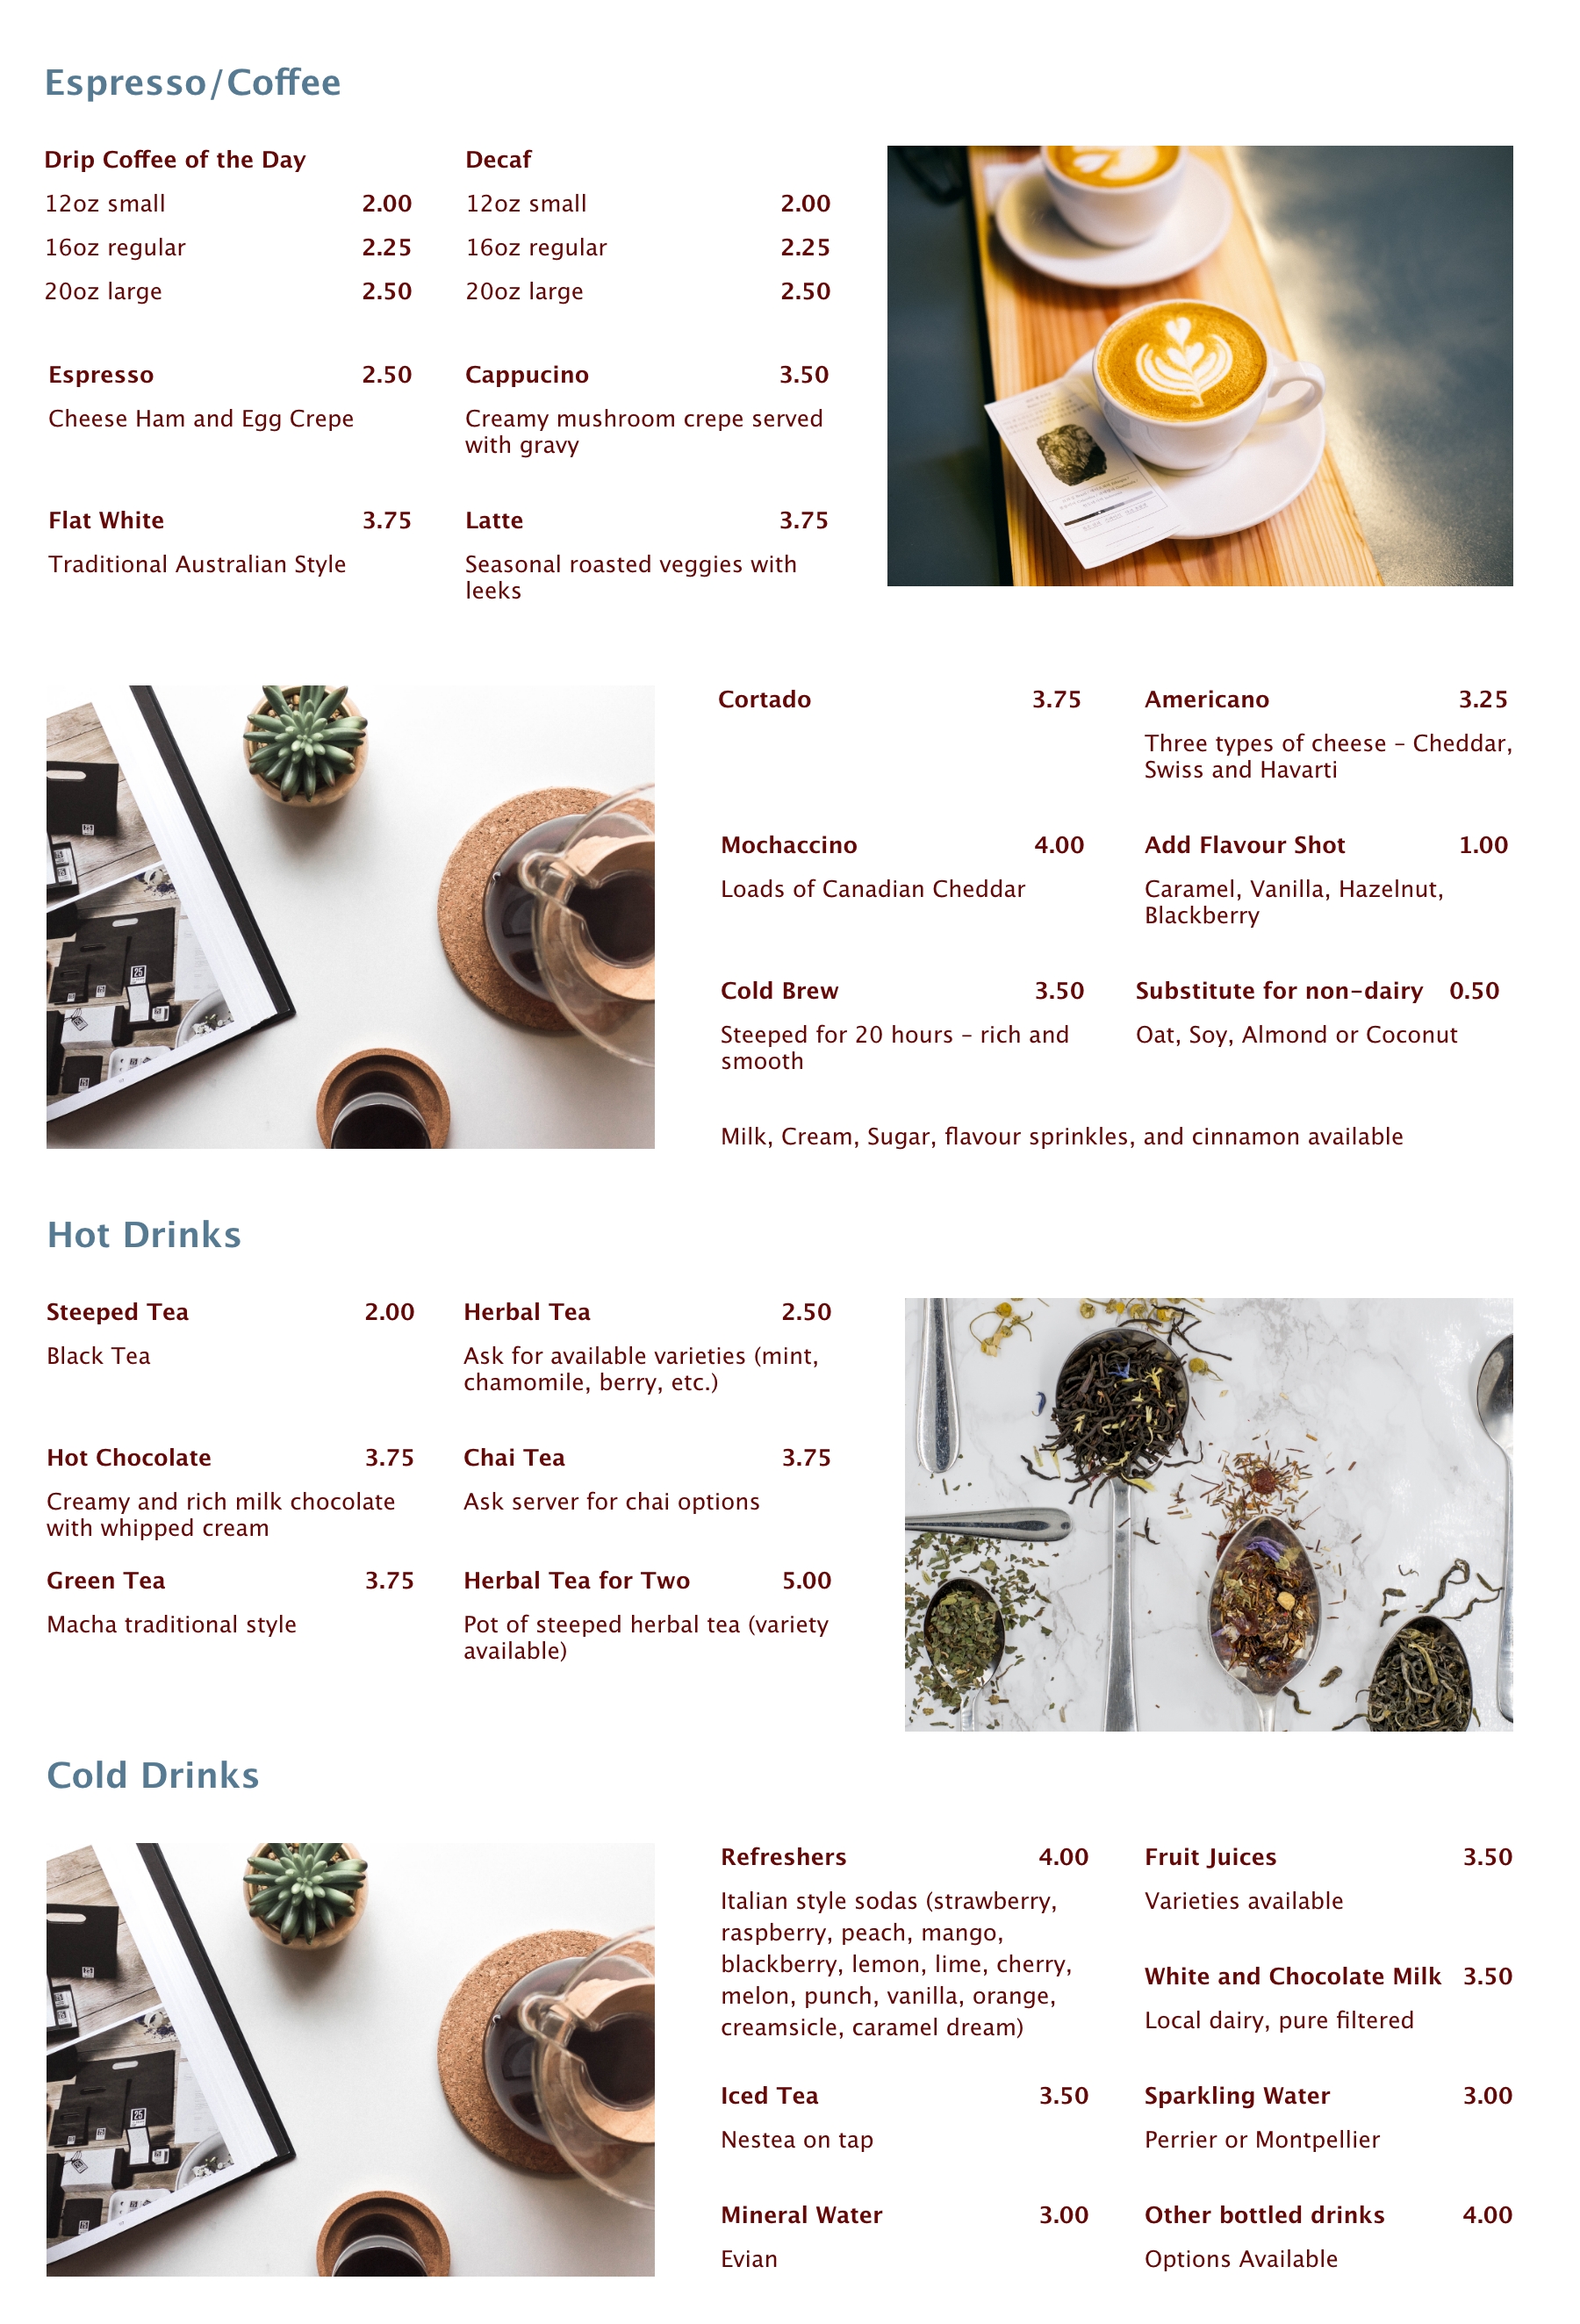 Espresso/Coffee
Drip Coffee of the Day
12oz small 2.00
16oz regular 2.25
20oz large 2.50
Decaf
12oz small 2.00
16oz regular 2.25
20oz large 2.50
Espresso 2.50
Cheese Ham and Egg Crepe
Cappucino 3.50
Creamy mushroom crepe served
with gravy
Flat White 3.75
Traditional Australian Style
Latte 3.75
Seasonal roasted veggies with
leeks
Cortado 3.75
Americano 3.25
Three types of cheese – Cheddar,
Swiss and Havarti
Mochaccino 4.00
Loads of Canadian Cheddar
Add Flavour Shot 1.00
Caramel, Vanilla, Hazelnut,
Blackberry
Cold Brew 3.50
Steeped for 20 hours – rich and
smooth
Substitute for non-dairy 0.50
Oat, Soy, Almond or Coconut
Milk, Cream, Sugar, flavour sprinkles, and cinnamon available
Hot Drinks
Steeped Tea 2.00
Black Tea
Herbal Tea 2.50
Ask for available varieties (mint,
chamomile, berry, etc.)
Hot Chocolate 3.75
Creamy and rich milk chocolate
with whipped cream
Chai Tea 3.75
Ask server for chai options
Green Tea 3.75
Macha traditional style
Herbal Tea for Two 5.00
Pot of steeped herbal tea (variety
available)
Cold Drinks
Refreshers 4.00
Italian style sodas (strawberry,
raspberry, peach, mango,
blackberry, lemon, lime, cherry,
melon, punch, vanilla, orange,
creamsicle, caramel dream)
Fruit Juices 3.50
Varieties available
White and Chocolate Milk 3.50
Local dairy, pure filtered
Iced Tea 3.50
Nestea on tap
Sparkling Water 3.00
Perrier or Montpellier
Mineral Water 3.00
Evian
Other bottled drinks 4.00
Options Available
25
25